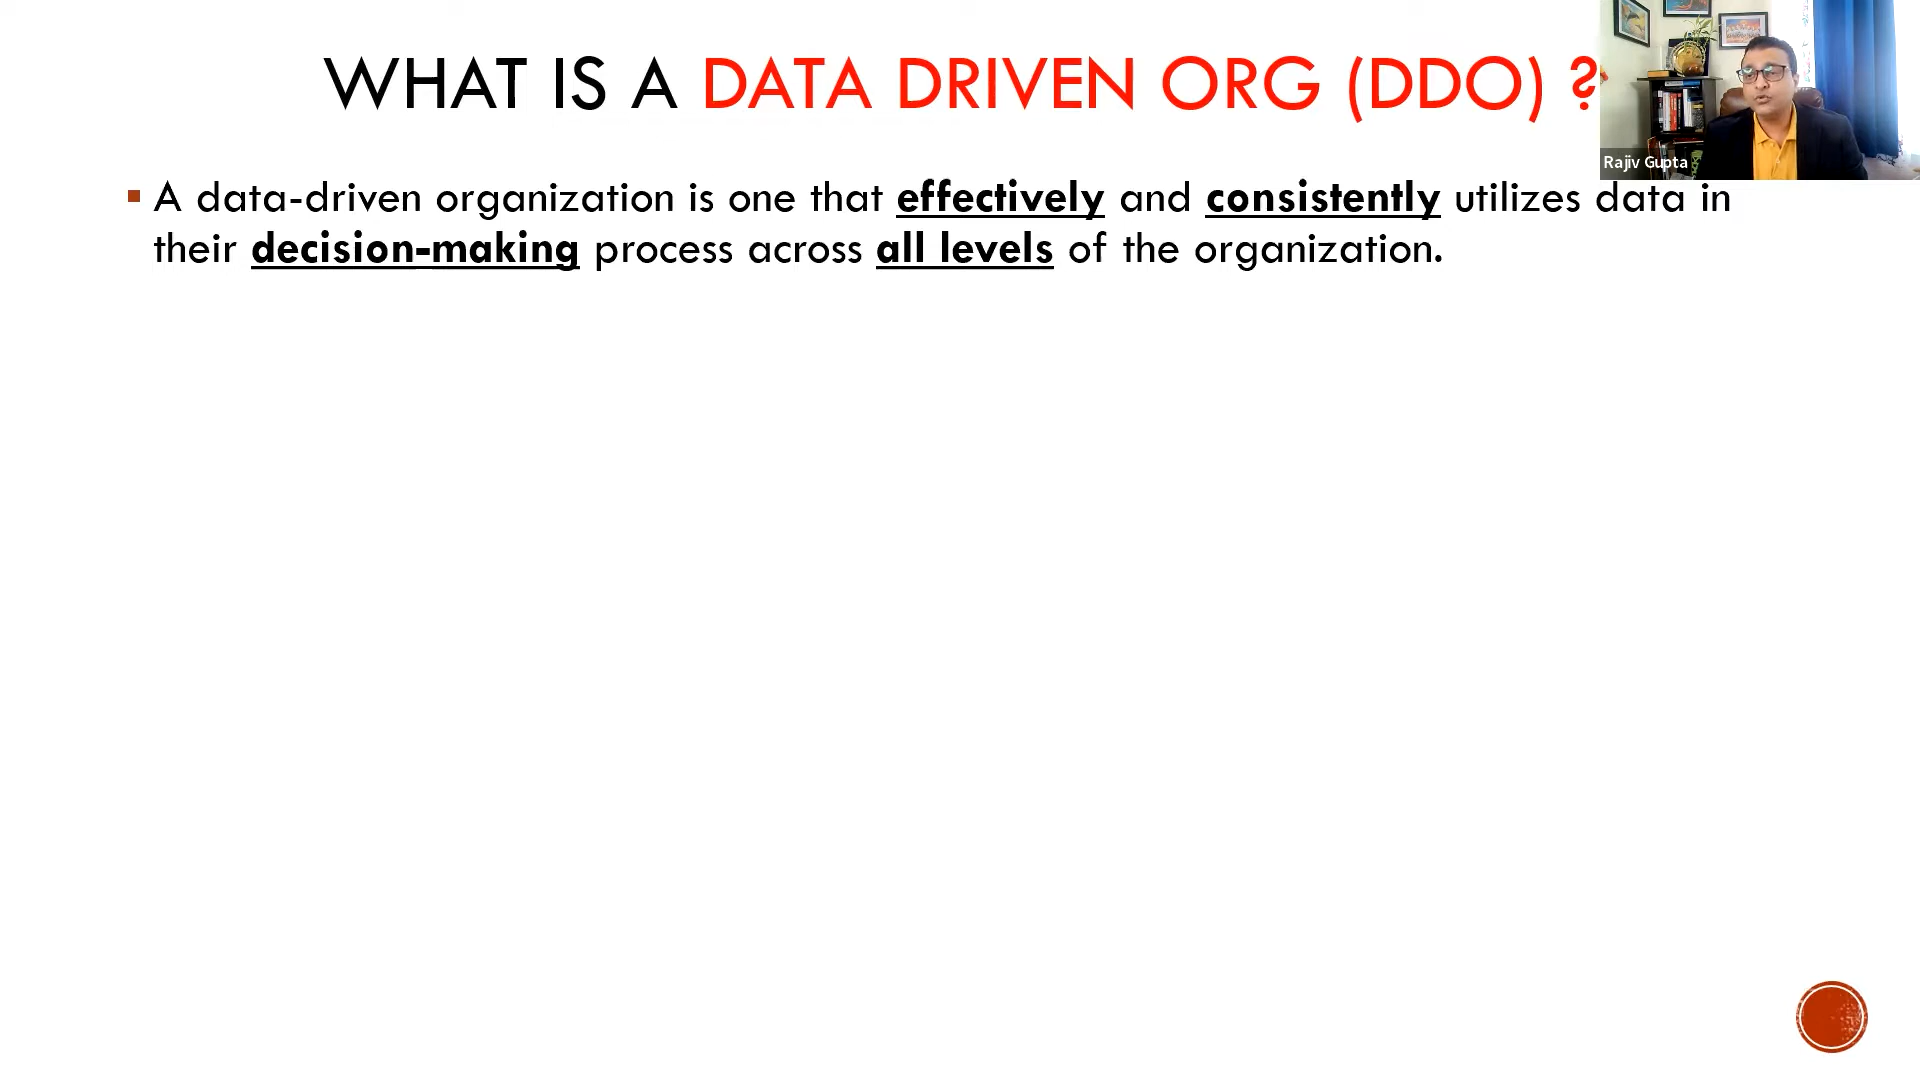 WHAT IS A DATA DRIVEN ORG (DDO) ?
Rajiv Gupta
A data-driven organization is one that effectively and consistently utilizes data in
their decision-making process across all levels of the organization.